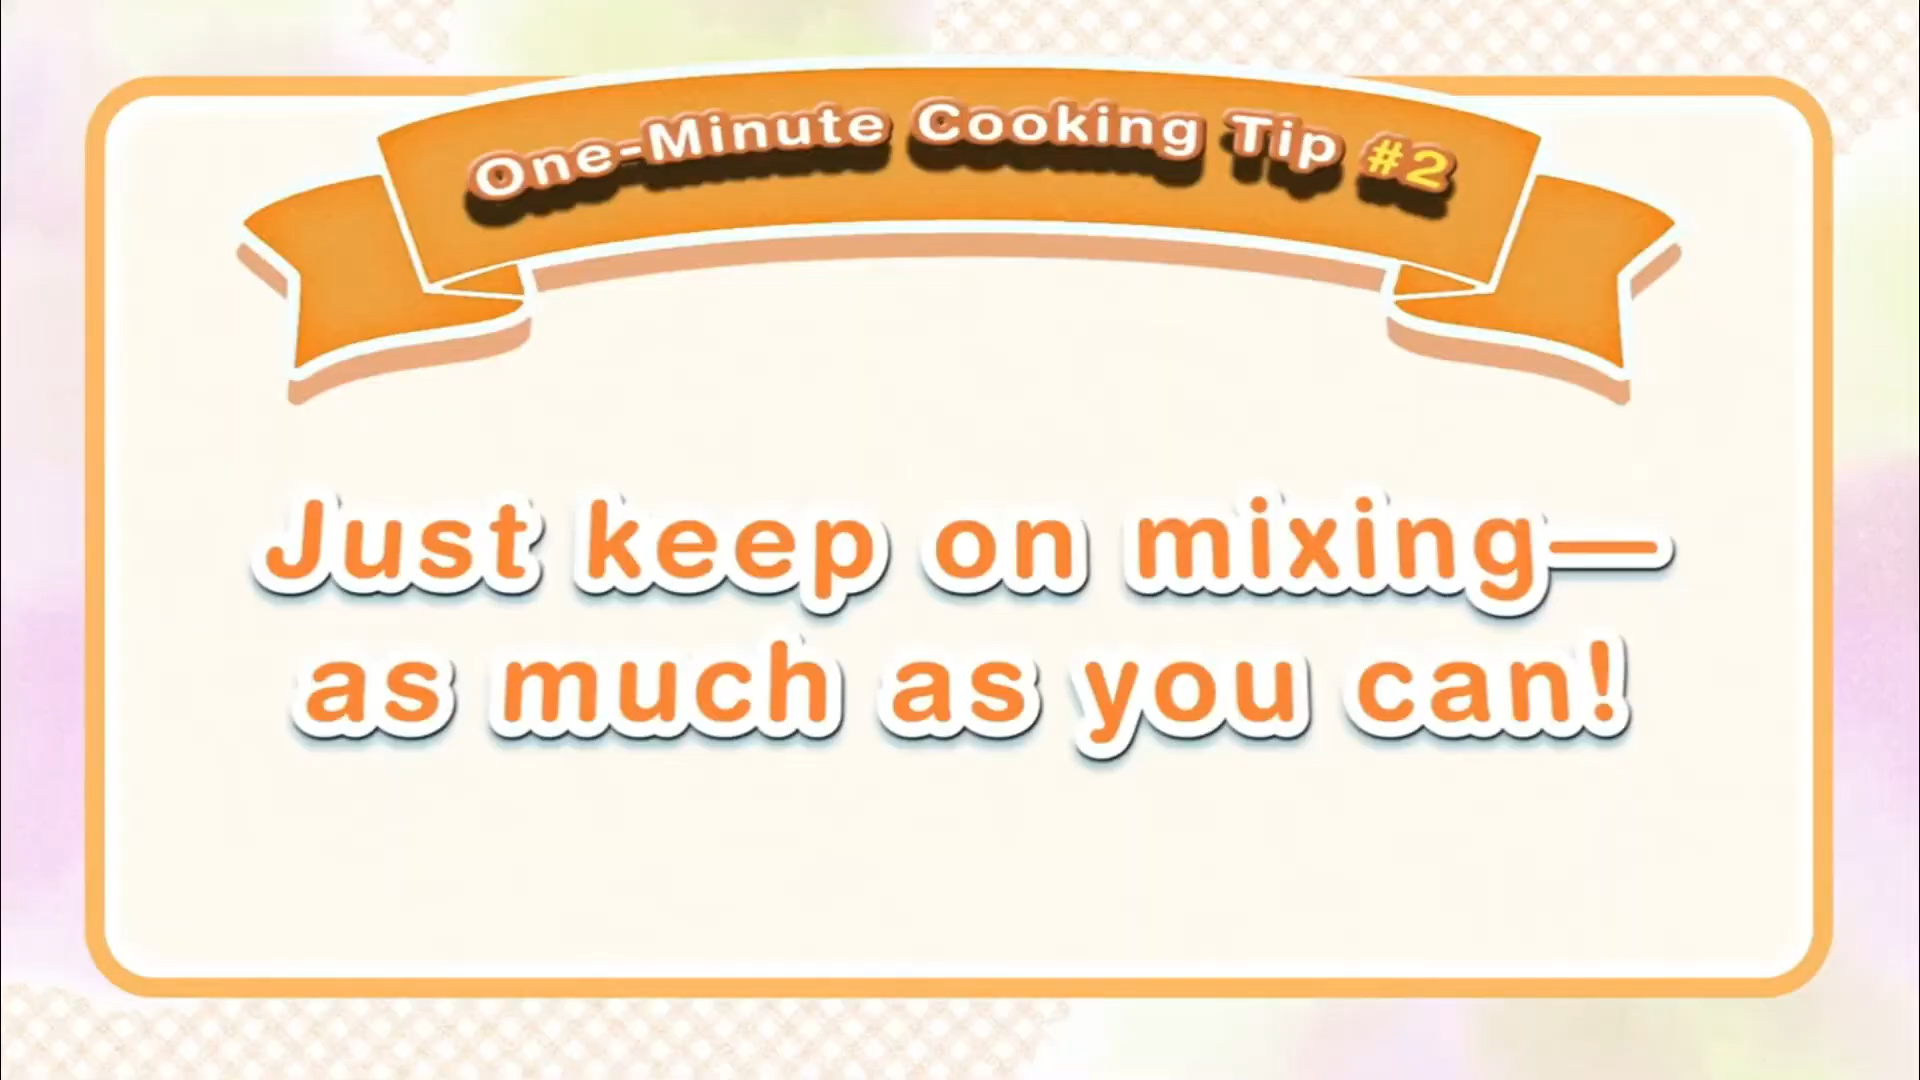 One-Minute Cooking Tip #2
Just keep on mixing—
as much as you can!